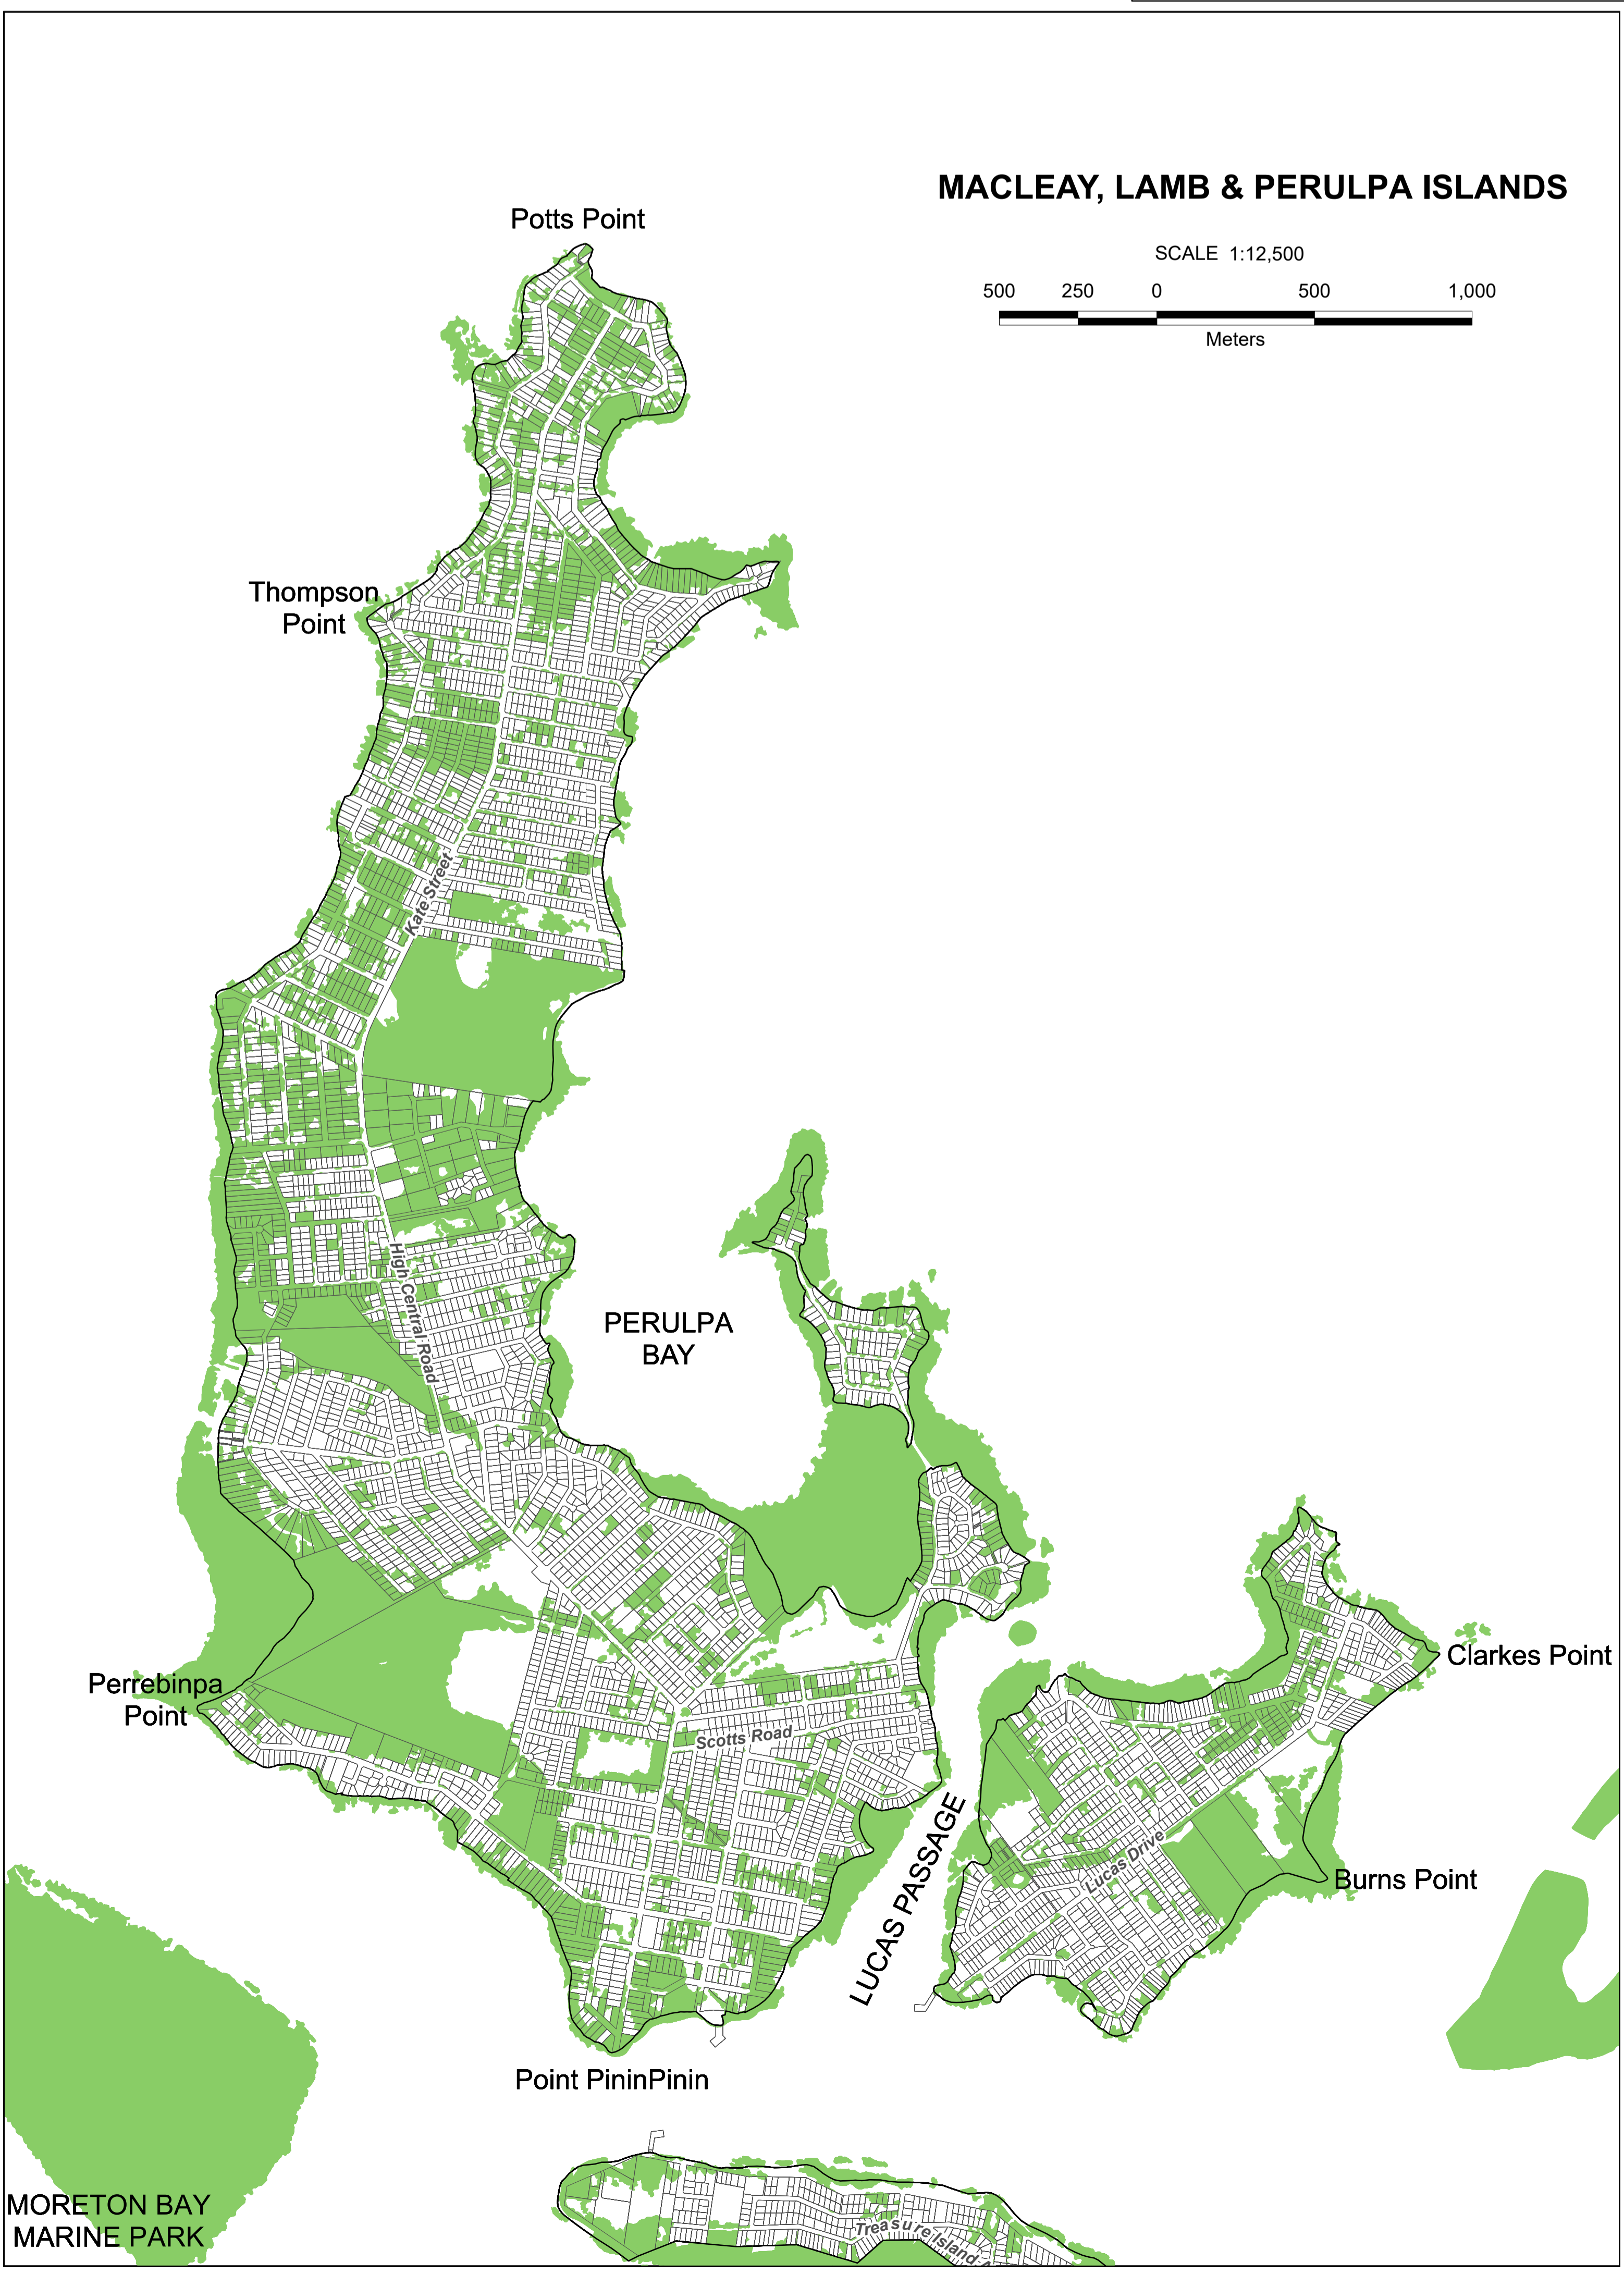 MACLEAY, LAMB & PERULPA ISLANDS
Potts Point
SCALE 1:12,500
500 250 0 500 1,000
Meters
Thompson
Point
Kate Street
High Central Road
PERULPA
BAY
Clarkes Point
Perrebinpa
Point
Scotts Road
LUCAS PASSAGE
Lucas Drive
Burns Point
Point PininPinin
MORETON BAY
MARINE PARK
Treasure Island